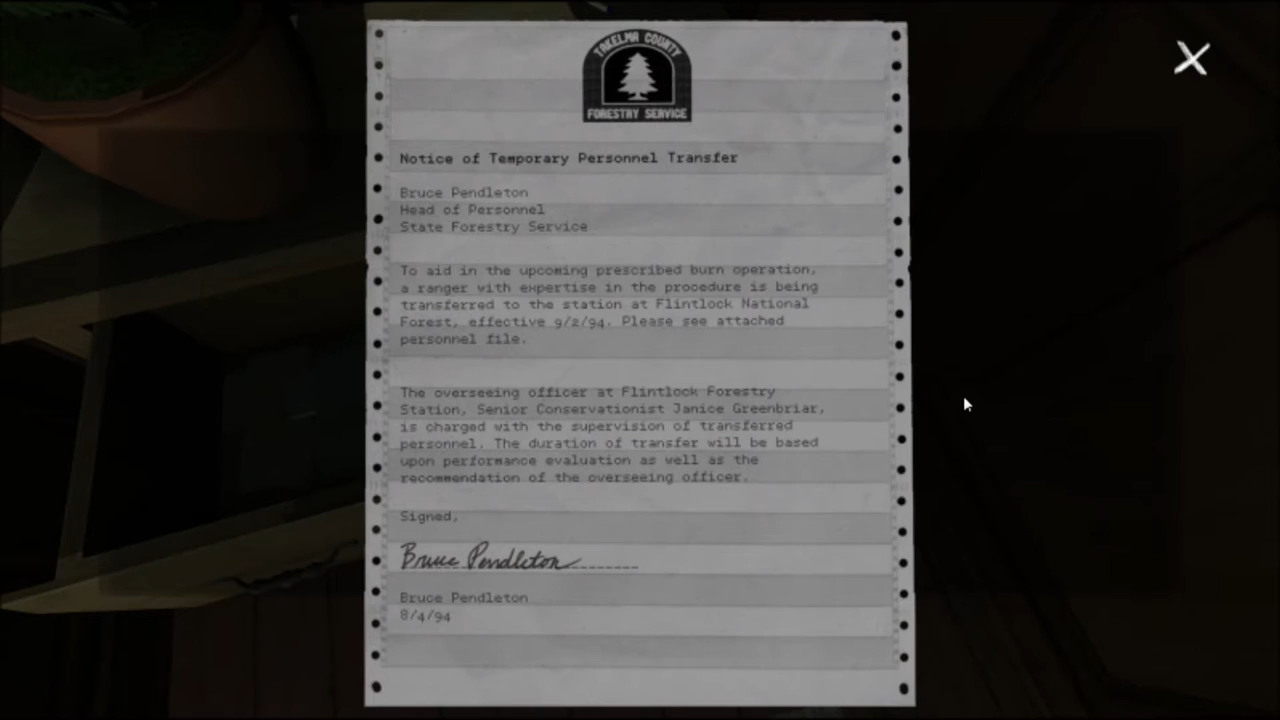 TAKELMA COUNTY
FORESTRY SERVICE
Notice of Temporary Personnel Transfer
Bruce Pendleton
Head of Personnel
State Forestry Service
To aid in the upcoming prescribed burn operation,
a ranger with expertise in the procedure is being
transferred to the station at Flintlock National
Forest, effective 9/2/94. Please see attached
personnel file.
The overseeing officer at Flintlock Forestry
Station, Senior Conservationist Janice Greenbriar,
is charged with the supervision of transferred
personnel. The duration of transfer will be based
upon performance evaluation as well as the
recommendation of the overseeing officer.
Signed,
Bruce Pendleton
Bruce Pendleton
8/4/94